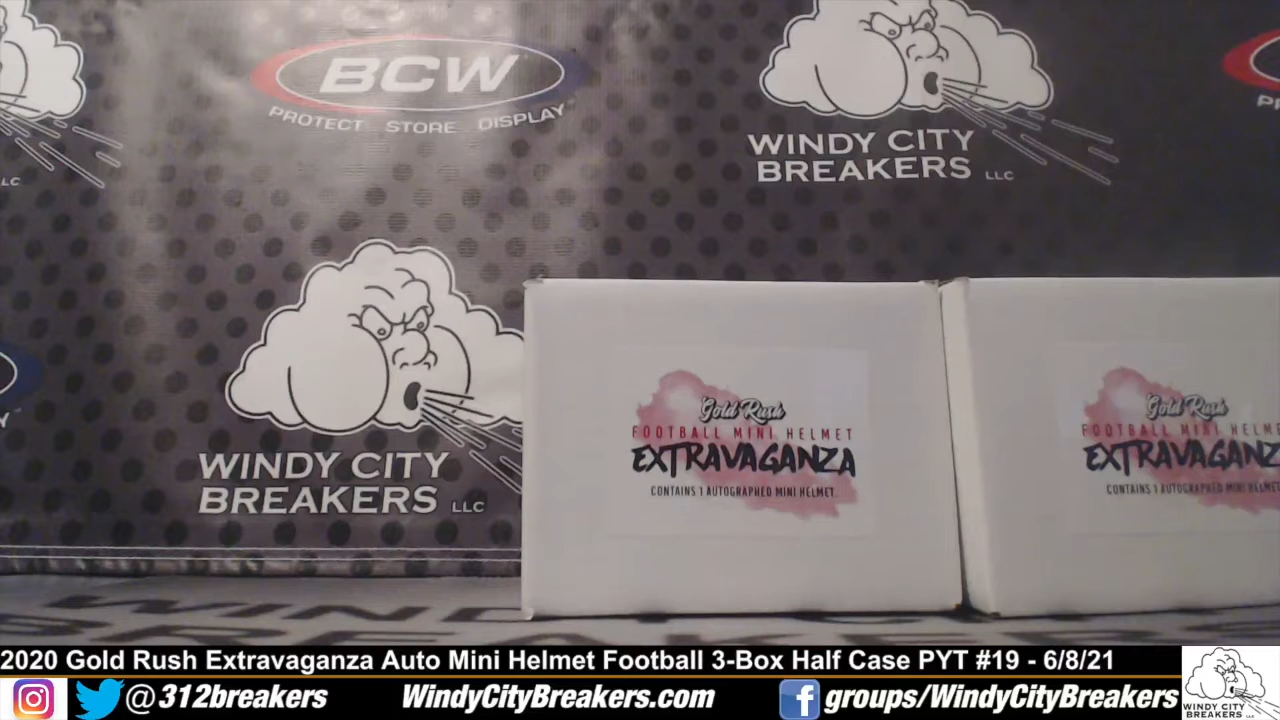 BCW
PROTECT STORE DISPLAY
WINDY CITY
BREAKERS LLC
LLC
WINDY CITY
BREAKERS LLC
Gold Rush
FOOTBALL MINI HELMET
EXTRAVAGANZA
CONTAINS 1 AUTOGRAPHED MINI HELMET.
Gold Rush
FOOTBALL MINI HELME
EXTRAVAGANZ
CONTAINS 1 AUTOGRAPHED MINI HELMET
2020 Gold Rush Extravaganza Auto Mini Helmet Football 3-Box Half Case PYT #19 - 6/8/21
@312breakers WindyCityBreakers.com groups/WindyCityBreakers
WINDY CITY
BREAKERS LLC